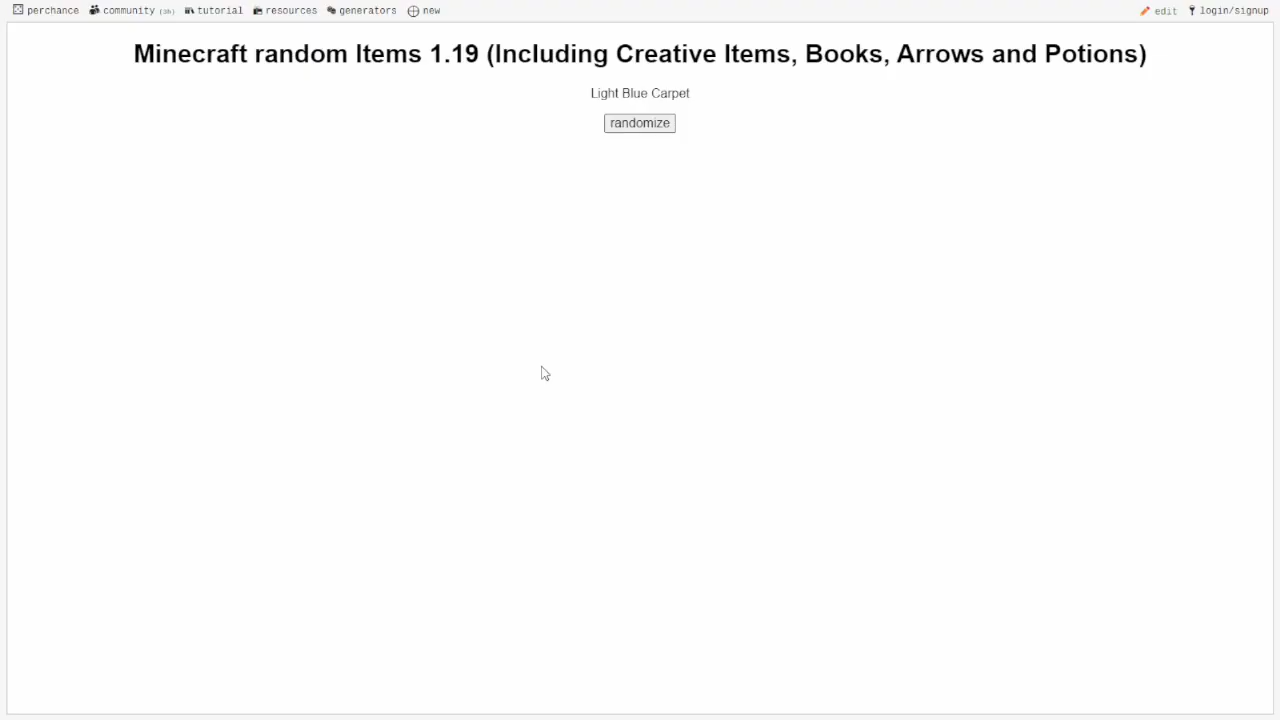 perchance community (3h) tutorial resources generators new edit login/signup
Minecraft random Items 1.19 (Including Creative Items, Books, Arrows and Potions)
Light Blue Carpet
randomize